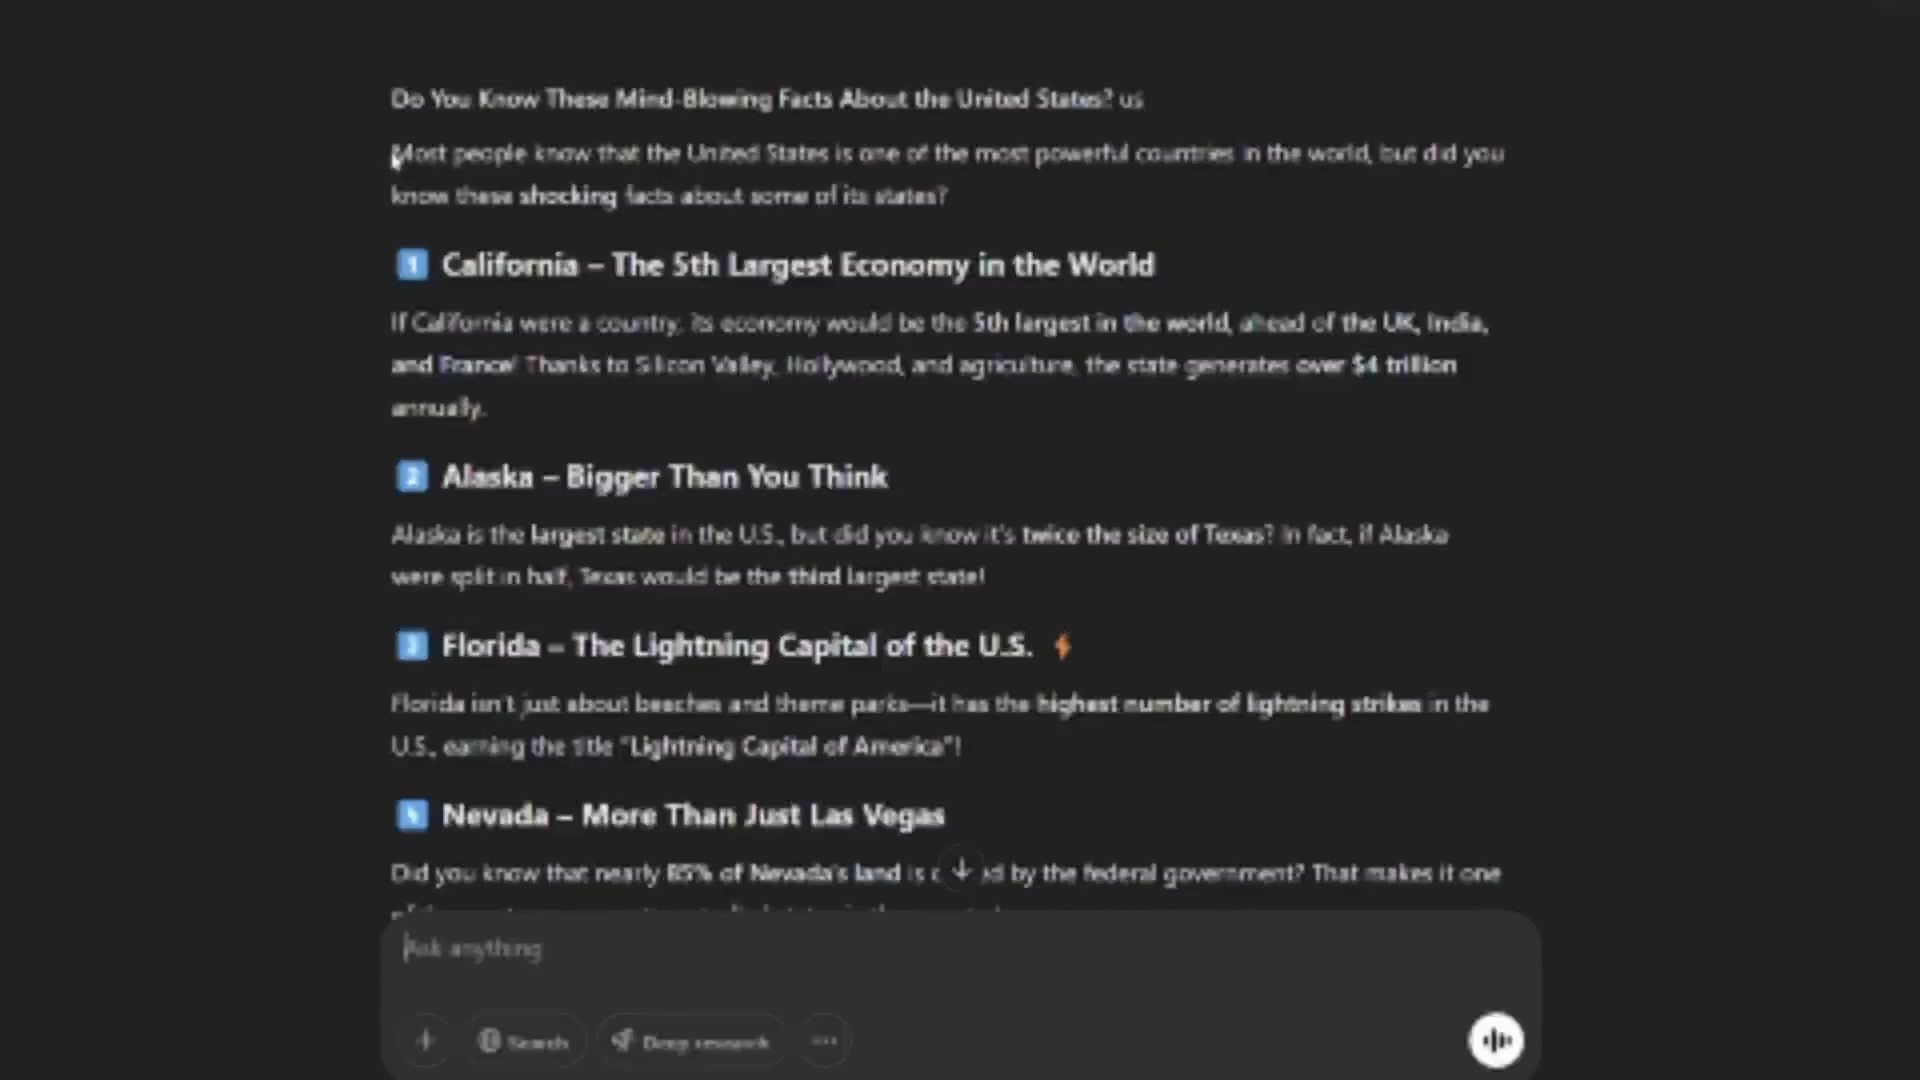 Do You Know These Mind-Blowing Facts About the United States? us
Most people know that the United States is one of the most powerful countries in the world, but did you
know these shocking facts about some of its states?
1 California – The 5th Largest Economy in the World
If California were a country, its economy would be the 5th largest in the world, ahead of the UK, India,
and France! Thanks to Silicon Valley, Hollywood, and agriculture, the state generates over $4 trillion
annually.
2 Alaska – Bigger Than You Think
Alaska is the largest state in the U.S., but did you know it's twice the size of Texas? In fact, if Alaska
were split in half, Texas would be the third largest state!
3 Florida – The Lightning Capital of the U.S. ⚡
Florida isn't just about beaches and theme parks—it has the highest number of lightning strikes in the
U.S., earning the title "Lightning Capital of America"!
4 Nevada – More Than Just Las Vegas
Did you know that nearly 85% of Nevada's land is by the federal government? That makes it one
Ask anything
Search
Deep research